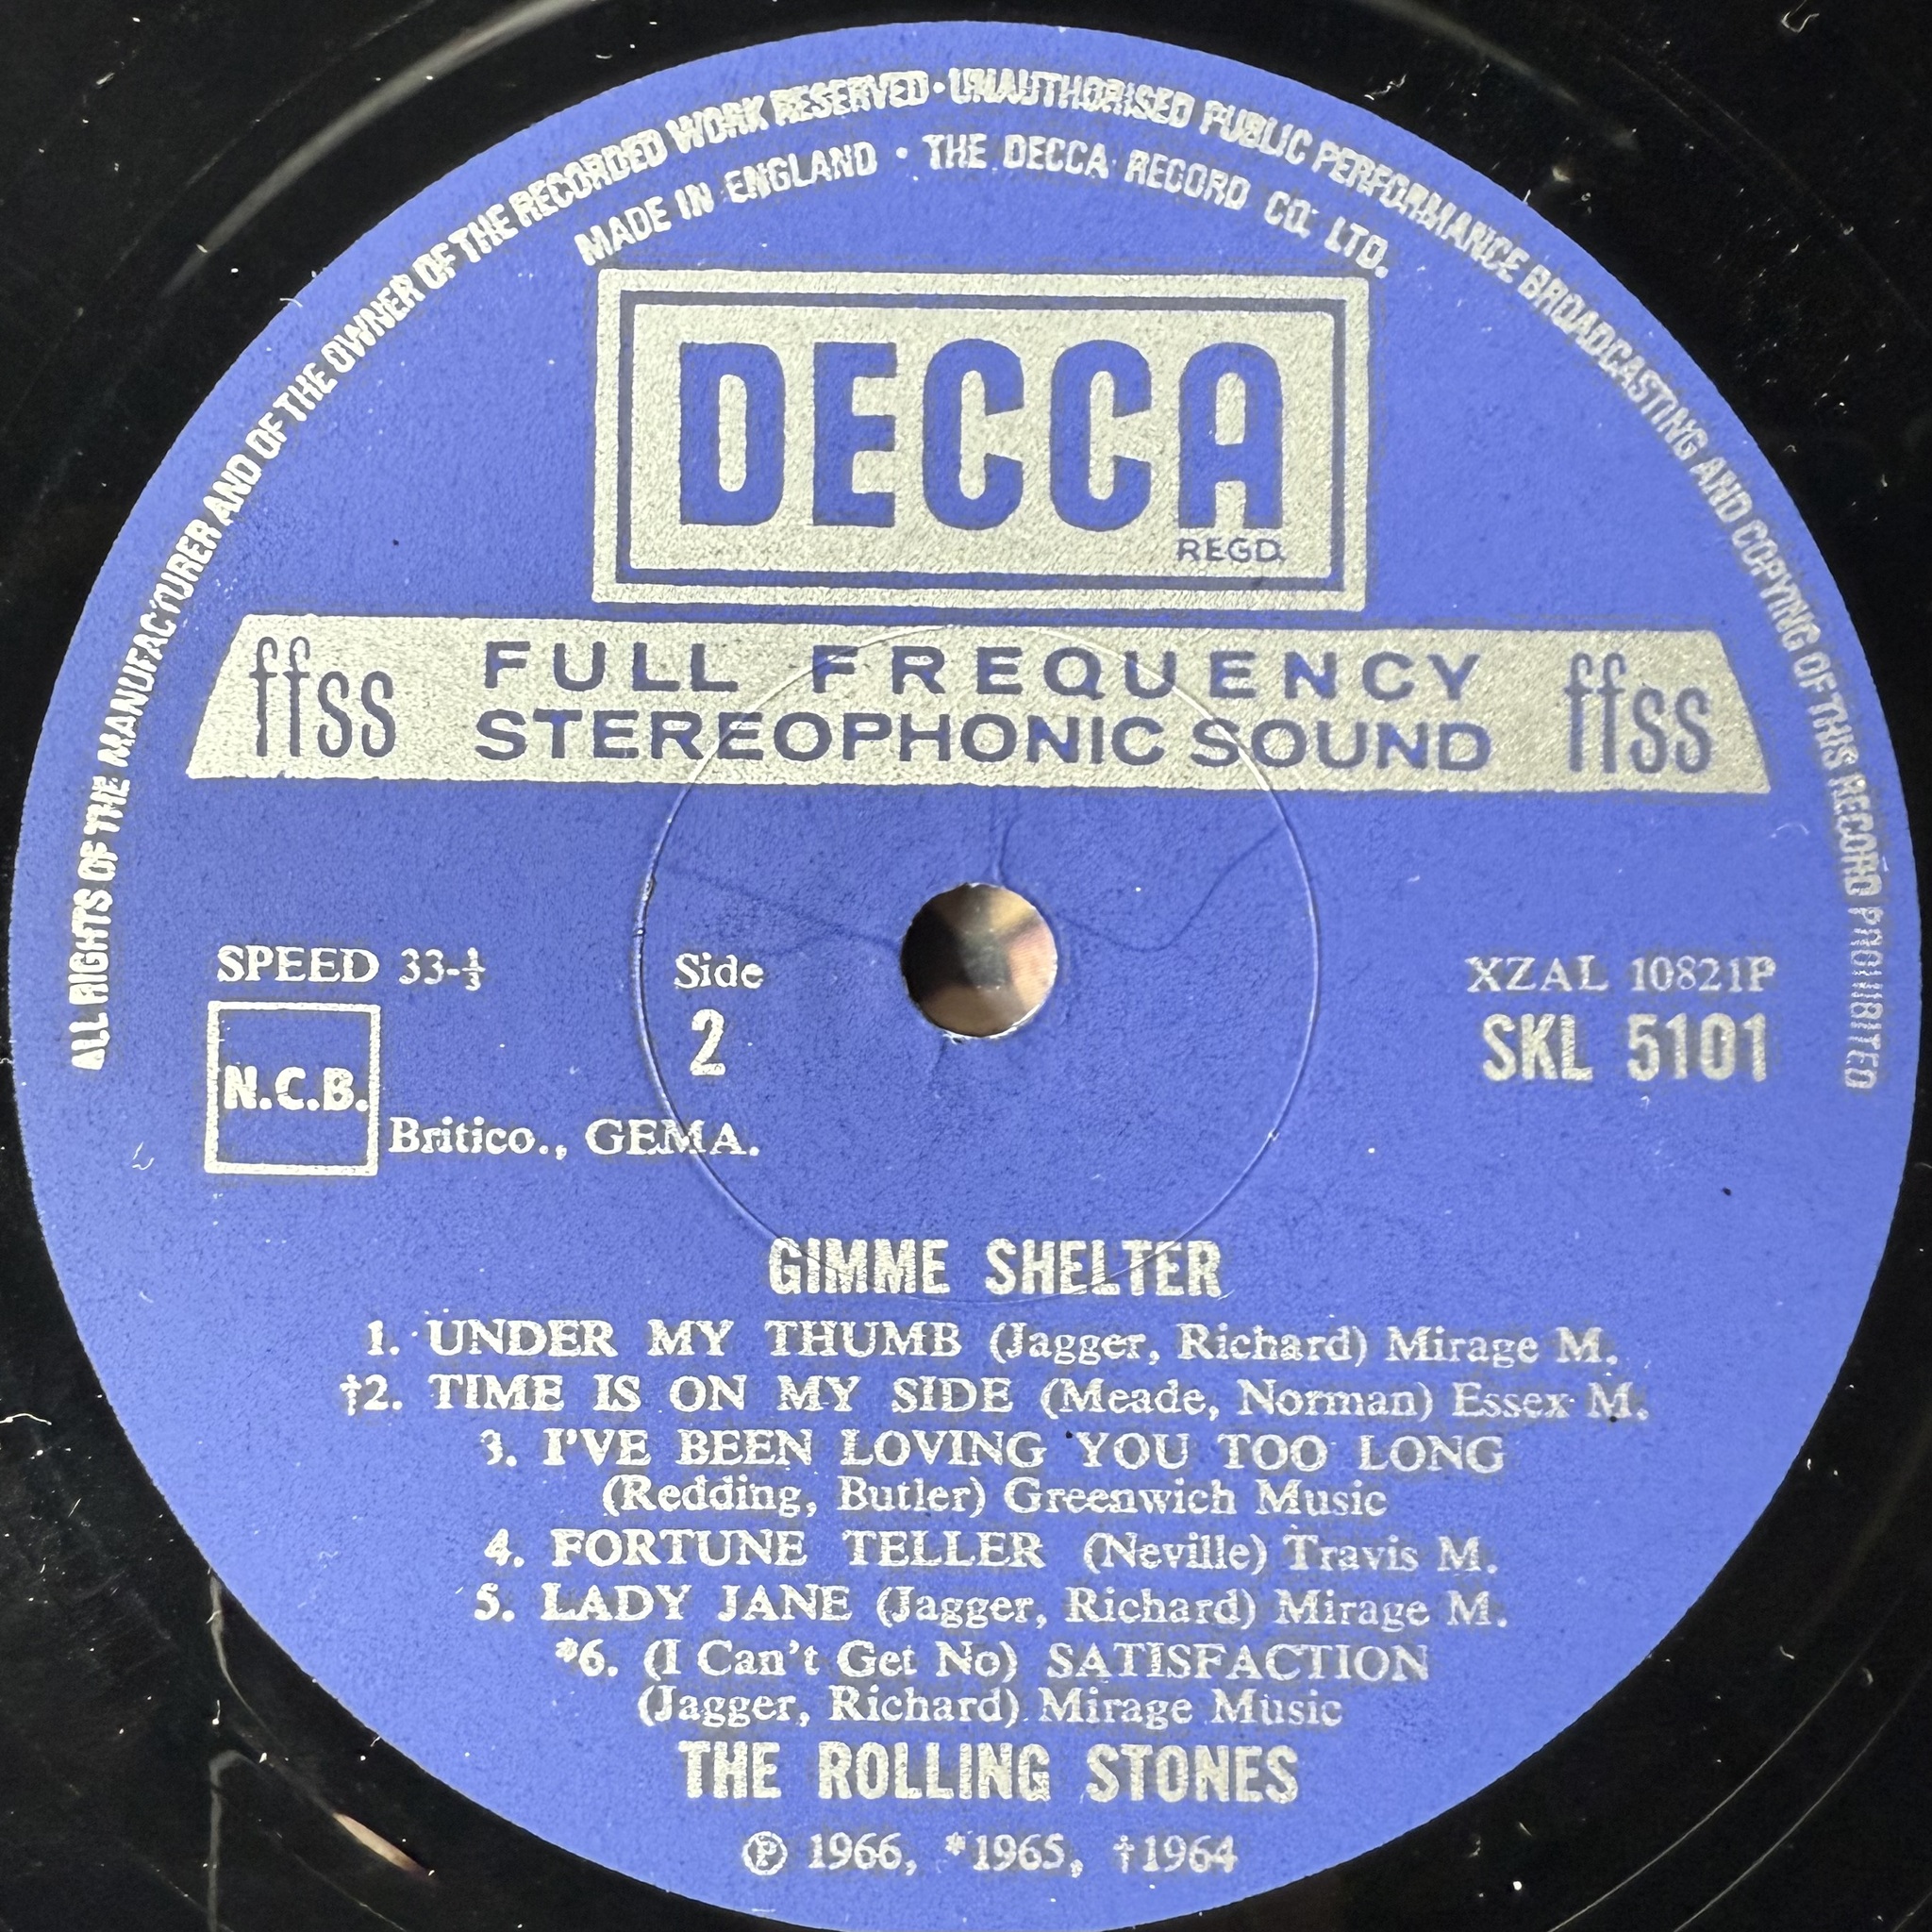 ALL RIGHTS OF THE MANUFACTURER AND OF THE OWNER OF THE RECORDED WORK RESERVED · UNAUTHORISED PUBLIC PERFORMANCE BROADCASTING AND COPYING OF THIS RECORD PROHIBITED
MADE IN ENGLAND · THE DECCA RECORD CO. LTD.
DECCA
REGD.
ffss FULL FREQUENCY ffss
STEREOPHONIC SOUND
SPEED 33-⅓ Side XZAL 10821P
2 SKL 5101
N.C.B. Britico., GEMA.
GIMME SHELTER
1. UNDER MY THUMB (Jagger, Richard) Mirage M.
†2. TIME IS ON MY SIDE (Meade, Norman) Essex M.
3. I'VE BEEN LOVING YOU TOO LONG
(Redding, Butler) Greenwich Music
4. FORTUNE TELLER (Neville) Travis M.
5. LADY JANE (Jagger, Richard) Mirage M.
*6. (I Can't Get No) SATISFACTION
(Jagger, Richard) Mirage Music
THE ROLLING STONES
℗ 1966, *1965, †1964